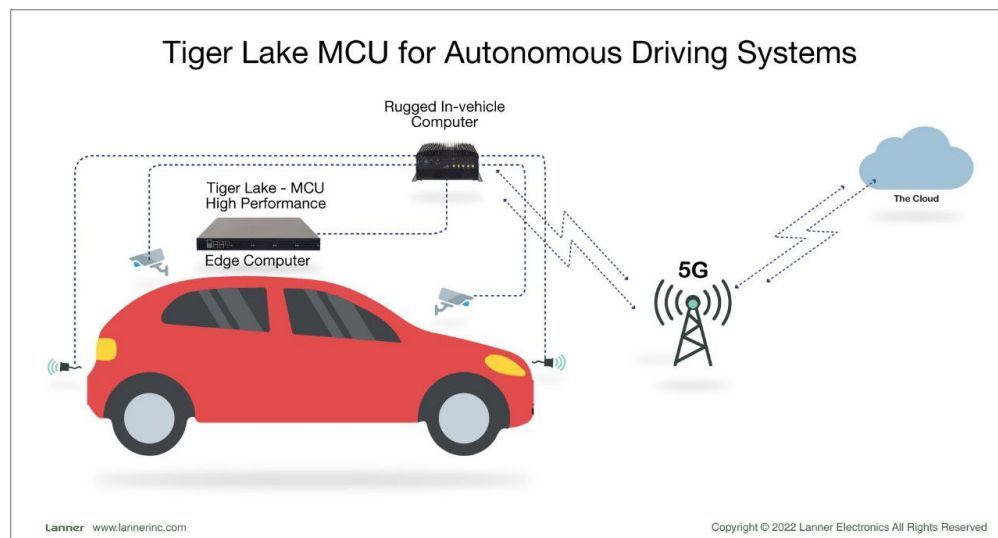 Tiger Lake MCU for Autonomous Driving Systems
Rugged In-vehicle
Computer
Tiger Lake - MCU
High Performance
Edge Computer
The Cloud
5G
Lanner www.lannerinc.com
Copyright © 2022 Lanner Electronics All Rights Reserved